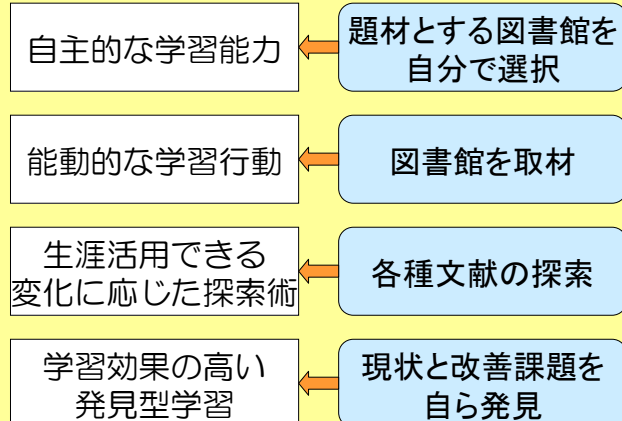 自主的な学習能力
題材とする図書館を
自分で選択
能動的な学習行動
図書館を取材
生涯活用できる
変化に応じた探索術
各種文献の探索
学習効果の高い
発見型学習
現状と改善課題を
自ら発見